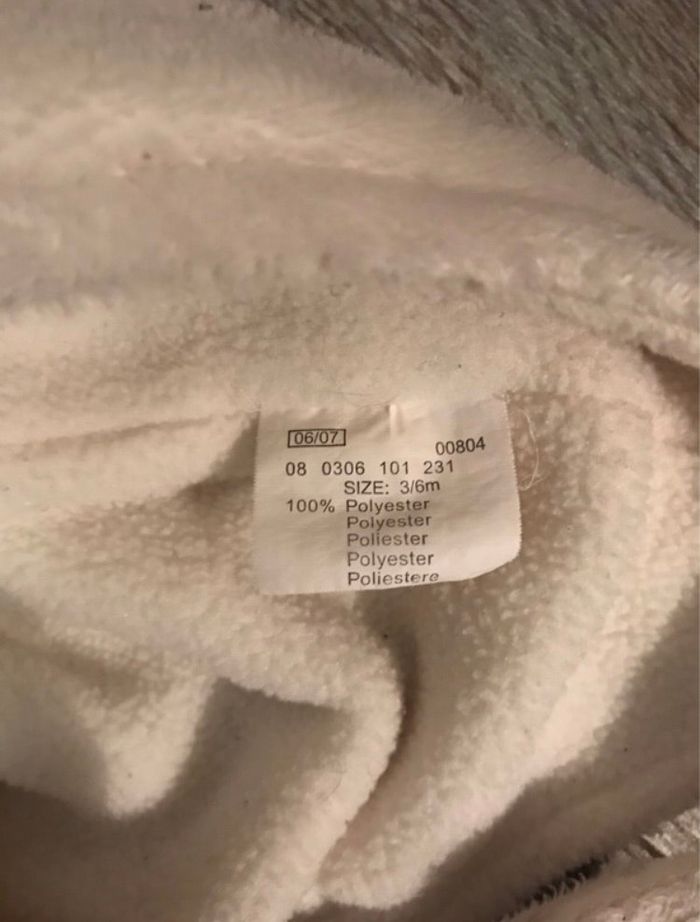 06/07
00804
08 0306 101 231
SIZE: 3/6m
100% Polyester
Polyester
Poliester
Polyester
Poliestere